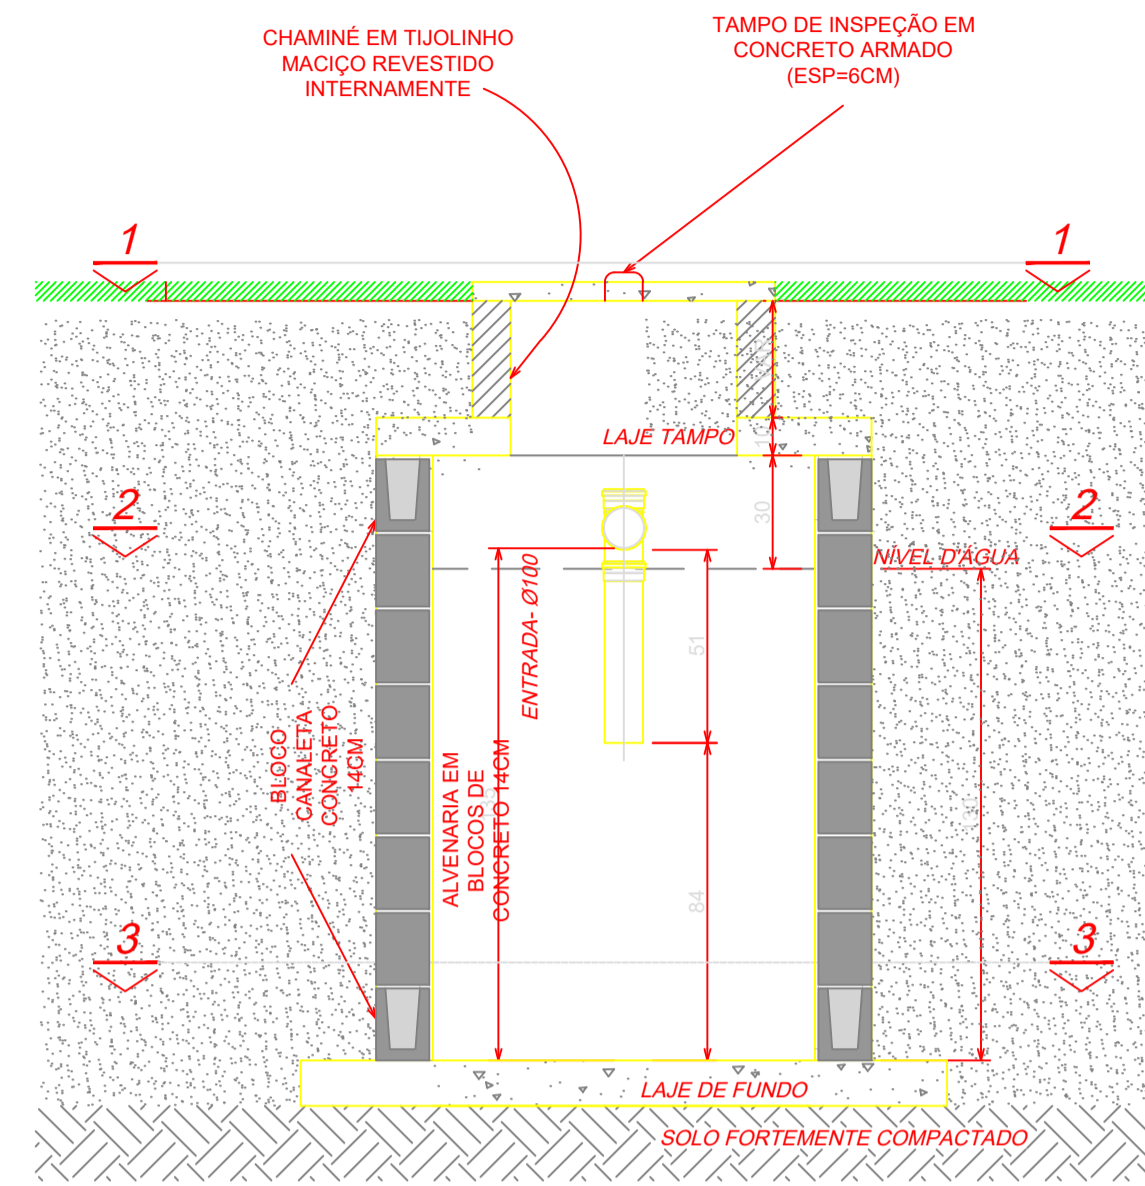 CHAMINÉ EM TIJOLINHO
MACIÇO REVESTIDO
INTERNAMENTE
TAMPO DE INSPEÇÃO EM
CONCRETO ARMADO
(ESP=6CM)
1
1
LAJE TAMPO
10
30
2
2
NÍVEL D'ÁGUA
ENTRADA- Ø100
51
BLOCO
CANALETA
CONCRETO
14CM
ALVENARIA EM
BLOCOS DE
CONCRETO 14CM
84
3
3
LAJE DE FUNDO
SOLO FORTEMENTE COMPACTADO